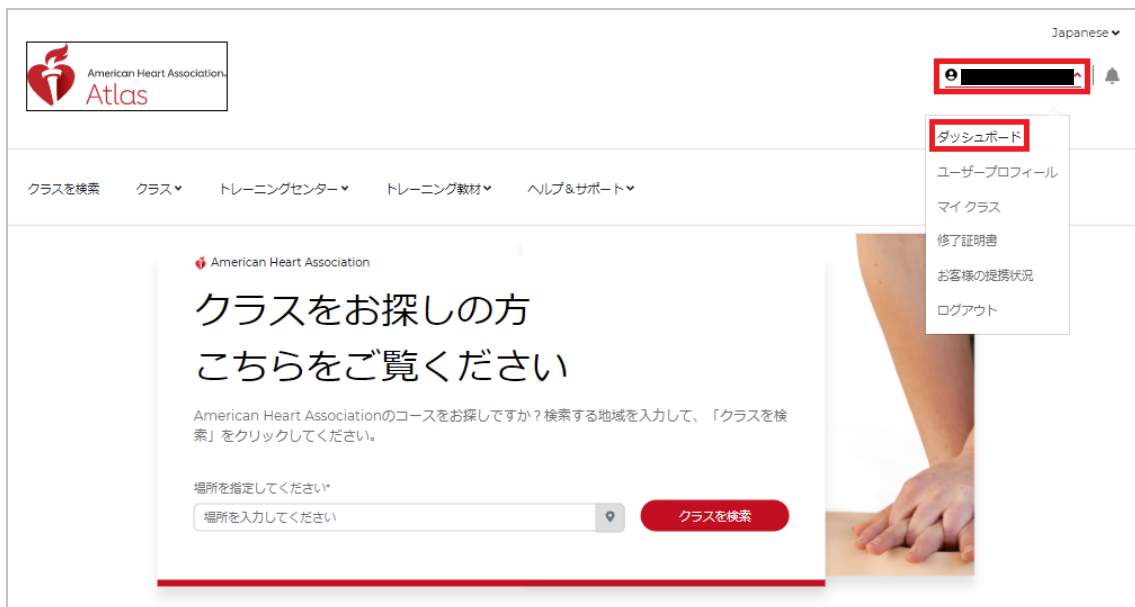 Japanese
American Heart Association®
Atlas
ダッシュボード
ユーザープロフィール
マイ クラス
修了証明書
お客様の提携状況
ログアウト
クラスを検索 クラス トレーニングセンター トレーニング教材 ヘルプ&サポート
American Heart Association
クラスをお探しの方
こちらをご覧ください
American Heart Associationのコースをお探しですか?検索する地域を入力して、「クラスを検
索」をクリックしてください。
場所を指定してください*
場所を入力してください
クラスを検索